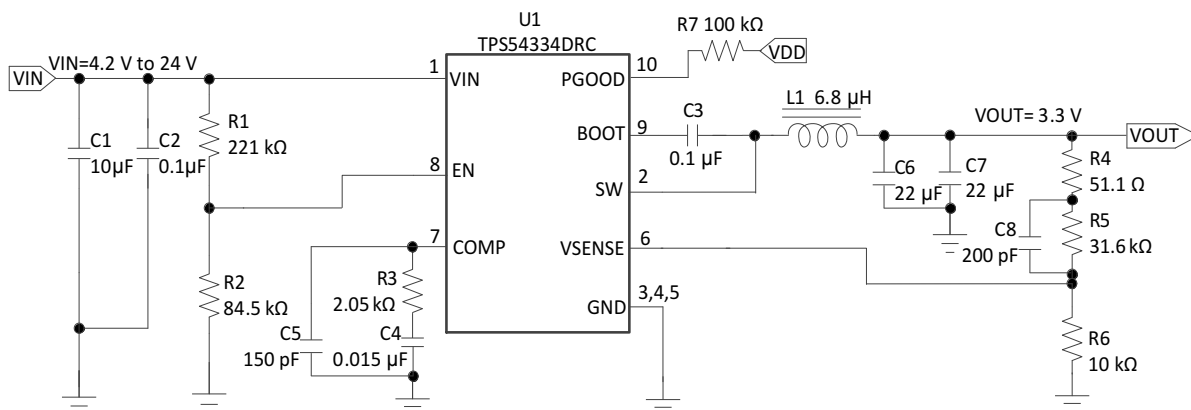 U1
TPS54334DRC
VIN
VIN=4.2 V to 24 V
C1
10µF
C2
0.1µF
R1
221 kΩ
R2
84.5 kΩ
1
VIN
8
EN
7
COMP
R3
2.05 kΩ
C5
150 pF
C4
0.015 µF
10
PGOOD
9
BOOT
2
SW
6
VSENSE
3,4,5
GND
R7 100 kΩ
VDD
C3
0.1 µF
L1 6.8 µH
VOUT= 3.3 V
VOUT
C6
22 µF
C7
22 µF
R4
51.1 Ω
C8
200 pF
R5
31.6 kΩ
R6
10 kΩ